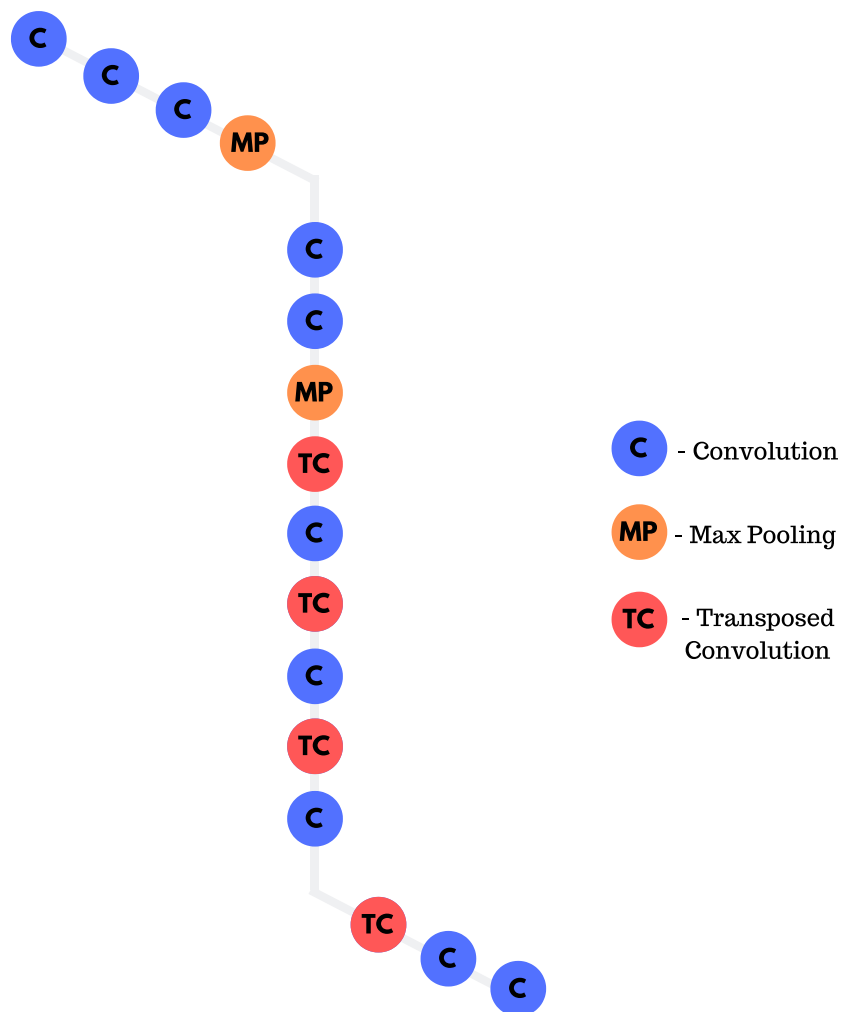 C
C
C
MP
C
C
MP
TC
C
TC
C
TC
C
TC
C
C
C - Convolution
MP - Max Pooling
TC - Transposed
Convolution